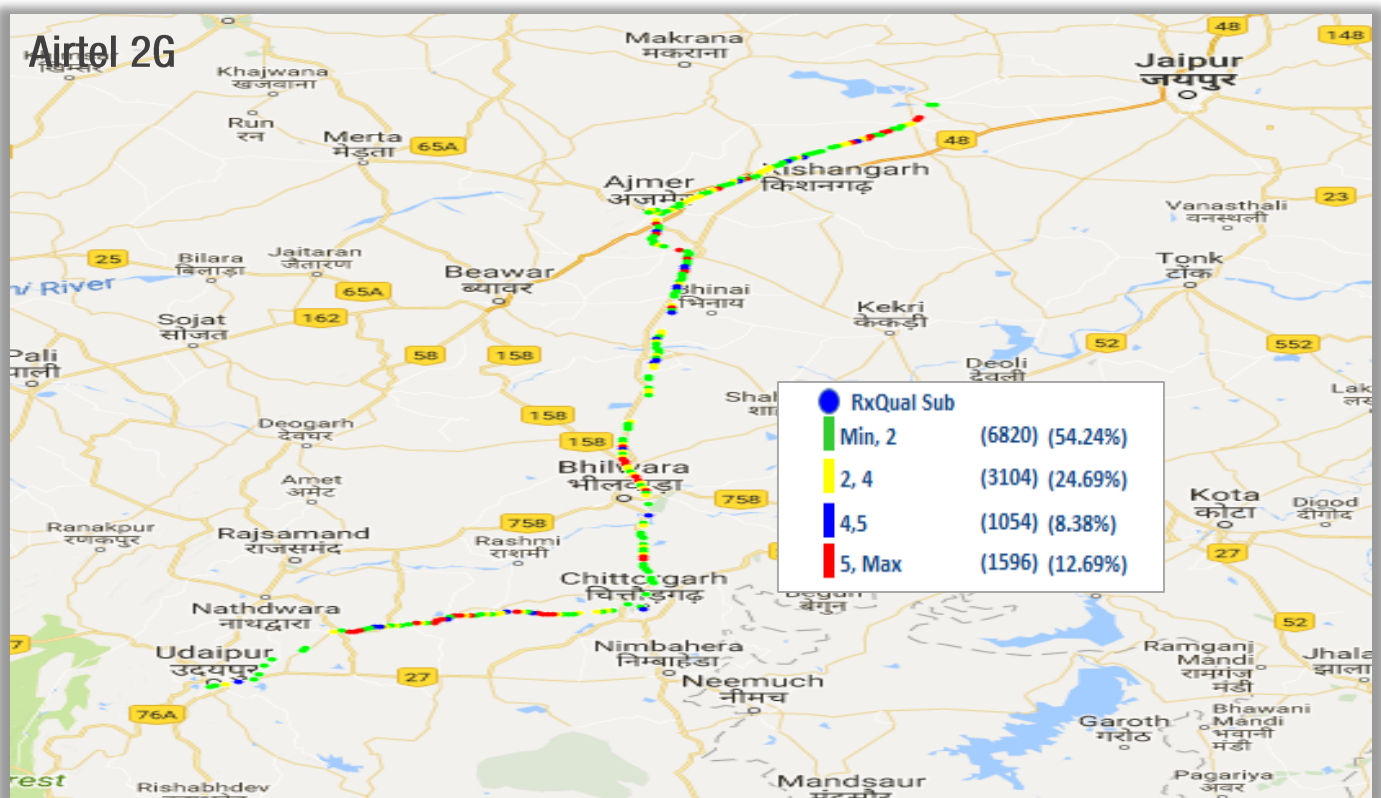 Airtel 2G
खिम्सर
Khajwana
खजवाना
Run
रन
Merta
मेड़ता
65A
Makrana
मकराना
48
148
Jaipur
जयपुर
48
Kishangarh
किशनगढ़
Ajmer
अजमेर
Vanasthali
वनस्थली
23
25
Bilara
बिलाड़ा
Jaitaran
जैतारण
Beawar
ब्यावर
Tonk
टोंक
River
65A
162
Sojat
सोजत
Bhinai
भिनाय
Kekri
केकड़ी
Pali
पाली
58
158
52
552
Deoli
देवली
Deogarh
देवघर
158
158
Bhilwara
भीलवाड़ा
758
Amet
अमेट
Ranakpur
रणकपुर
Rajsamand
राजसमंद
758
Rashmi
राशमी
RxQual Sub
Min, 2 (6820) (54.24%)
2, 4 (3104) (24.69%)
4,5 (1054) (8.38%)
5, Max (1596) (12.69%)
Kota
कोटा
Digod
दीगोद
27
Chittorgarh
चित्तौड़गढ़
बेगुन
Nathdwara
नाथद्वारा
52
Udaipur
उदयपुर
27
Nimbahera
निम्बाहेडा
Neemuch
नीमच
Ramganj
Mandi
रामगंज
मंडी
Jhala
झाला
76A
Garoth
गरोठ
Bhawani
Mandi
भवानी
मंडी
Rishabhdev
Mandsaur
Pagariya